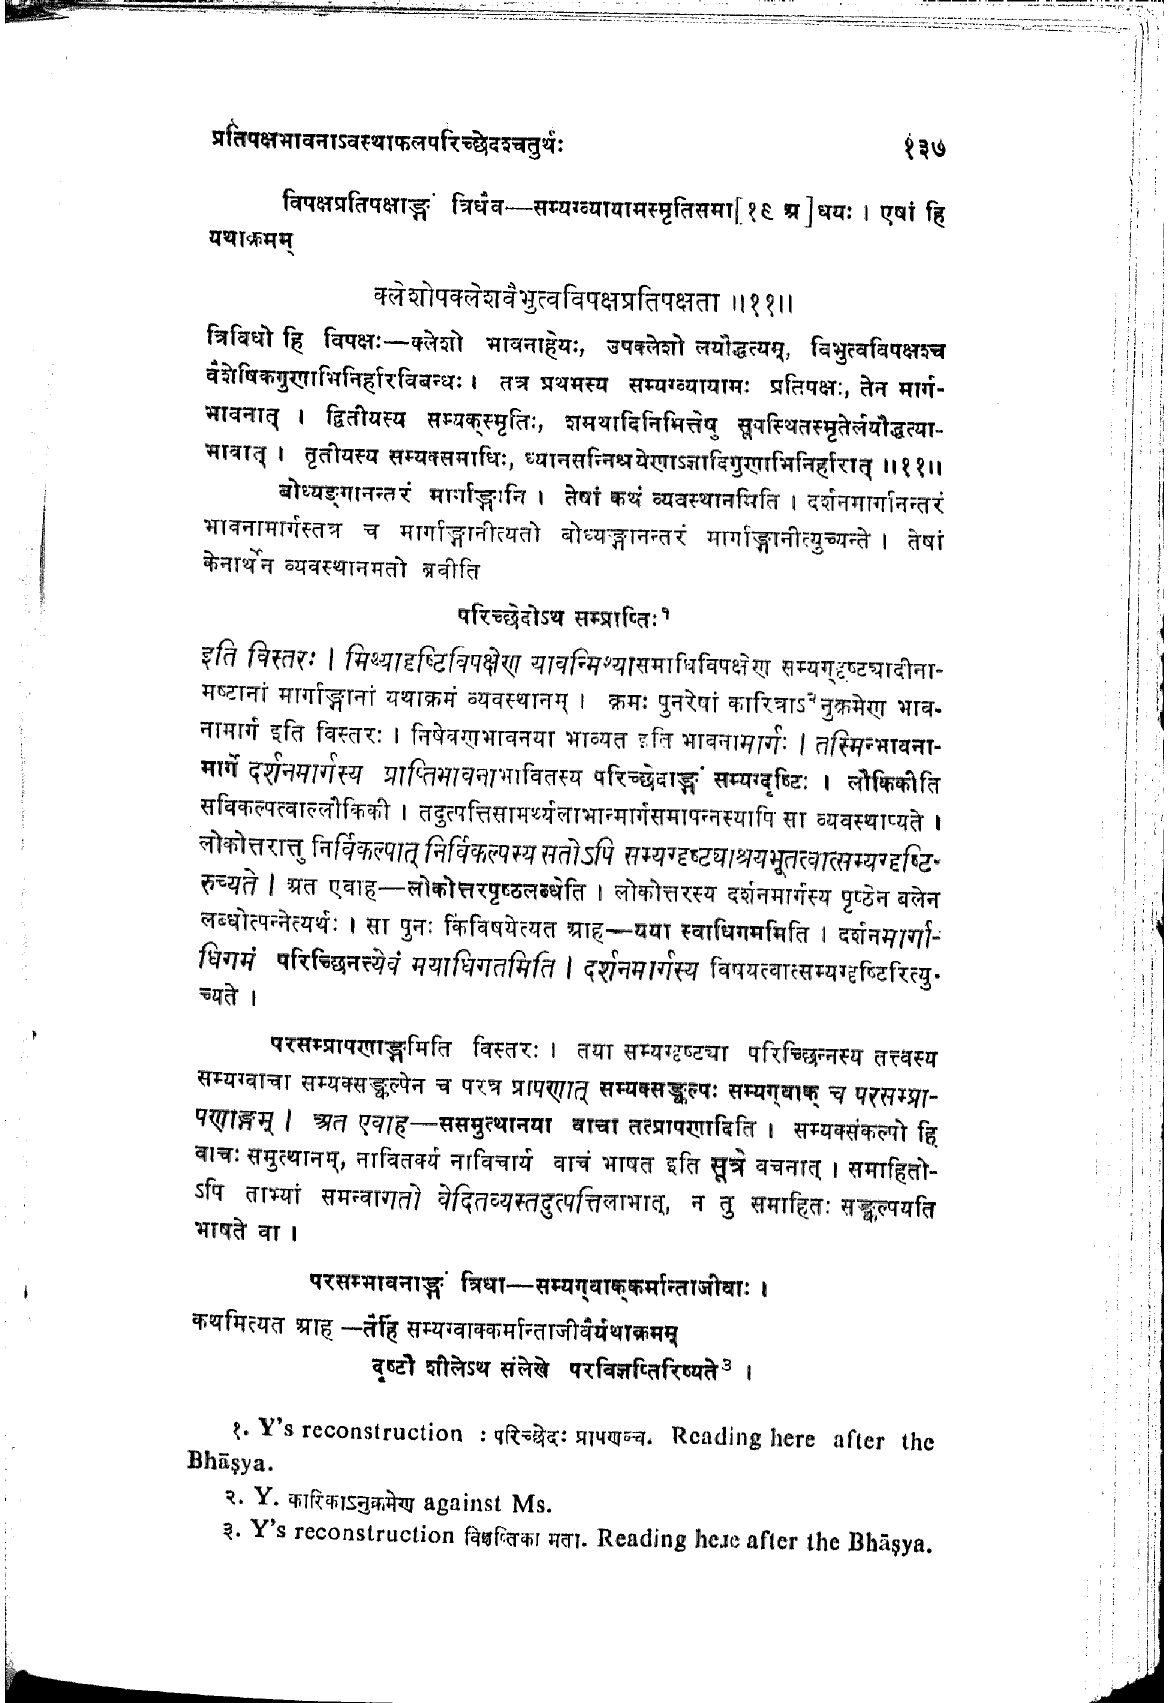 प्रतिपक्षभावनाऽवस्थाफलपरिच्छेदश्चतुर्थः १३७
विपक्षप्रतिपक्षाङ्गं त्रिधैव—सम्यग्व्यायामस्मृतिसमा[१९ अ]धयः । एषां हि
यथाक्रमम्
क्लेशोपक्लेशवैभुत्वविपक्षप्रतिपक्षता ॥११॥
त्रिविधो हि विपक्षः—क्लेशो भावनाहेयः, उपक्लेशो लयौद्धत्यम्, विभुत्वविपक्षश्च
वैशेषिकगुणाभिनिर्हारविबन्धः । तत्र प्रथमस्य सम्यग्व्यायामः प्रतिपक्षः, तेन मार्ग-
भावनात् । द्वितीयस्य सम्यक्स्मृतिः, शमथादिनिमित्तेषु सूपस्थितस्मृतेर्लयौद्धत्या-
भावात् । तृतीयस्य सम्यक्समाधिः, ध्यानसन्निश्रयेणाऽज्ञादिगुणाभिनिर्हारात् ॥११॥
बोध्यङ्गानन्तरं मार्गाङ्गानि । तेषां कथं व्यवस्थानमिति । दर्शनमार्गानन्तरं
भावनामार्गस्तत्र च मार्गाङ्गानीत्यतो बोध्यङ्गानन्तरं मार्गाङ्गानीत्युच्यन्ते । तेषां
केनार्थेन व्यवस्थानमतो ब्रवीति
परिच्छेदोऽथ सम्प्राप्तिः¹
इति विस्तरः । मिथ्यादृष्टिविपक्षेण यावन्मिथ्यासमाधिविपक्षेण सम्यग्दृष्ट्यादीना-
मष्टानां मार्गाङ्गानां यथाक्रमं व्यवस्थानम् । क्रमः पुनरेषां कारित्राऽ²नुक्रमेण भाव-
नामार्ग इति विस्तरः । निषेवणभावनया भाव्यत इति भावनामार्गः । तस्मिन्भावना-
मार्गे दर्शनमार्गस्य प्राप्तिभावनाभावितस्य परिच्छेदाङ्गं सम्यग्दृष्टिः । लौकिकीति
सविकल्पत्वाल्लौकिकी । तदुत्पत्तिसामर्थ्यलाभान्मार्गसमापन्नस्यापि सा व्यवस्थाप्यते ।
लोकोत्तरात्तु निर्विकल्पात् निर्विकल्पस्य सतोऽपि सम्यग्दृष्ट्याश्रयभूतत्वात्सम्यग्दृष्टि-
रुच्यते । अत एवाह—लोकोत्तरपृष्ठलब्धेति । लोकोत्तरस्य दर्शनमार्गस्य पृष्ठेन बलेन
लब्धोत्पन्नेत्यर्थः । सा पुनः किंविषयेत्यत आह—यया स्वाधिगममिति । दर्शनमार्गा-
धिगमं परिच्छिनत्त्येवं मयाधिगतमिति । दर्शनमार्गस्य विषयत्वात्सम्यग्दृष्टिरित्यु-
च्यते ।
परसम्प्रापणाङ्गमिति विस्तरः । तया सम्यग्दृष्ट्या परिच्छिन्नस्य तत्त्वस्य
सम्यग्वाचा सम्यक्सङ्कल्पेन च परत्र प्रापणात् सम्यक्सङ्कल्पः सम्यग्वाक् च परसम्प्रा-
पणाङ्गम् । अत एवाह—ससमुत्थानया वाचा तत्प्रापणादिति । सम्यक्संकल्पो हि
वाचः समुत्थानम्, नावितर्क्य नाविचार्य वाचं भाषत इति सूत्रे वचनात् । समाहितो-
ऽपि ताभ्यां समन्वागतो वेदितव्यस्तदुत्पत्तिलाभात्, न तु समाहितः सङ्कल्पयति
भाषते वा ।
परसम्भावनाङ्गं त्रिधा—सम्यग्वाक्कर्मान्ताजीवाः ।
कथमित्यत आह —तैर्हि सम्यग्वाक्कर्मान्ताजीवैर्यथाक्रमम्
दृष्टौ शीलेऽथ संलेखे परविज्ञप्तिरिष्यते³ ।
१. Y's reconstruction : परिच्छेदः प्रापणञ्च. Reading here after the
Bhāṣya.
२. Y. कारिकाऽनुक्रमेण against Ms.
३. Y's reconstruction विज्ञप्तिका मता. Reading here after the Bhāṣya.